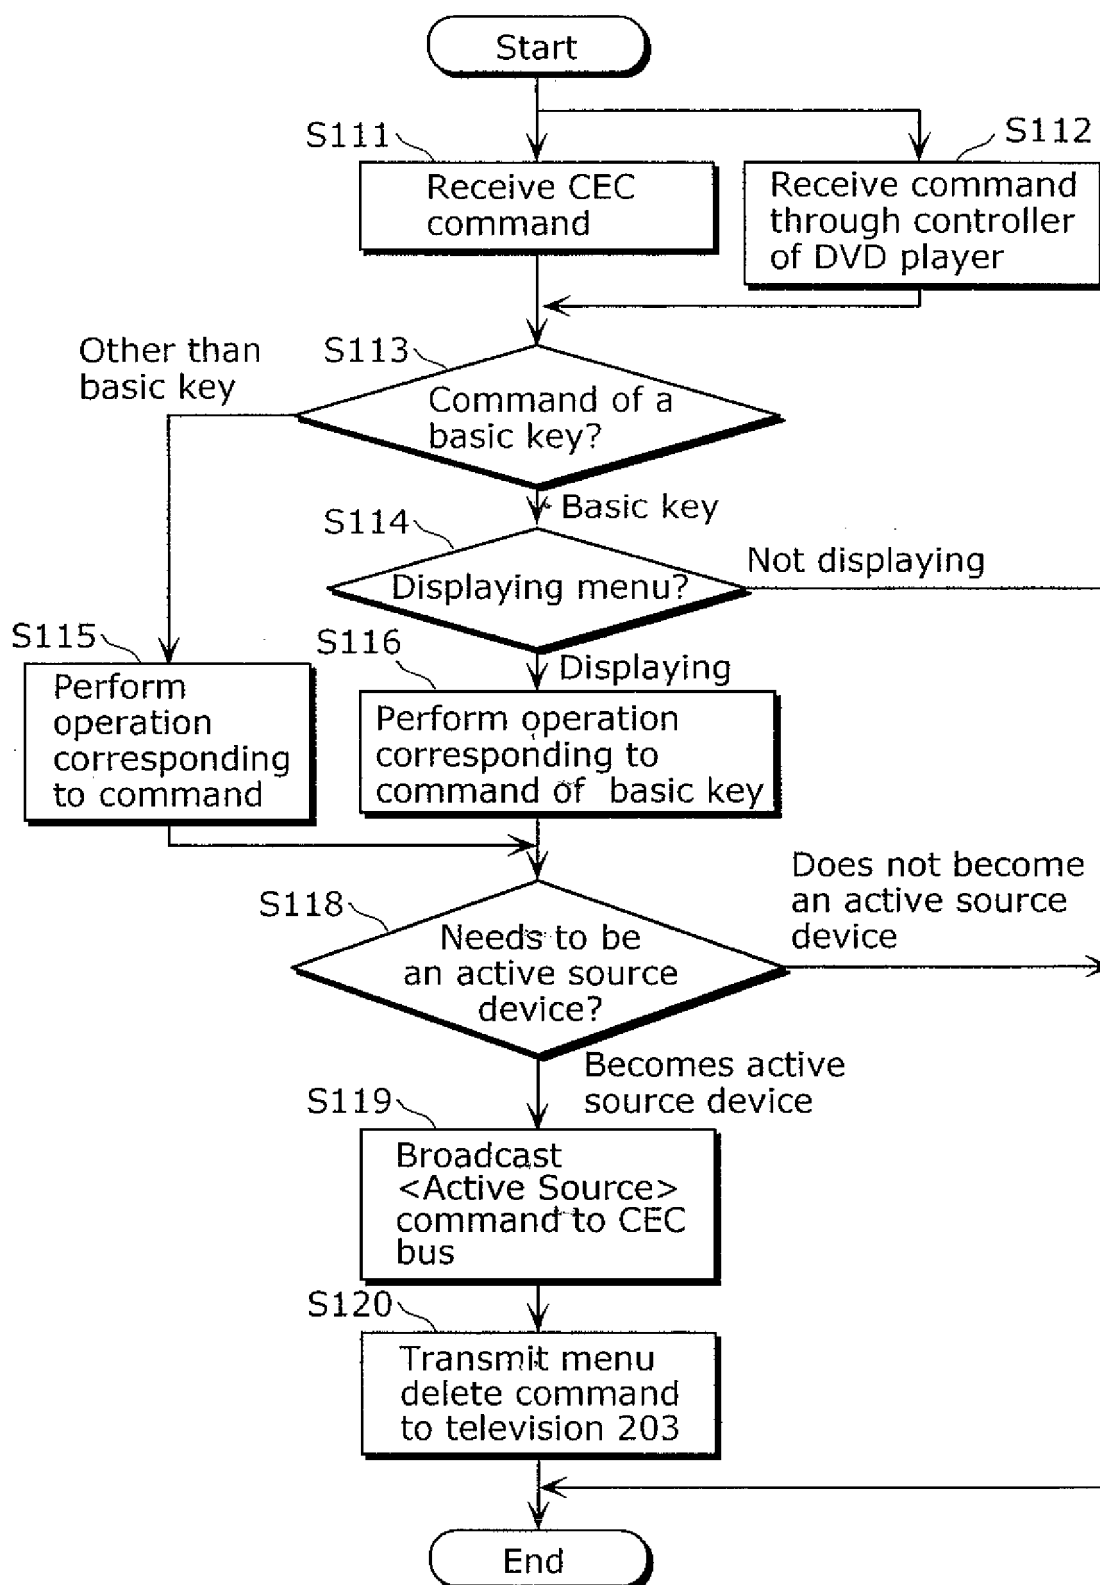 Start
S111
Receive CEC
command
S112
Receive command
through controller
of DVD player
Other than
basic key
S113
Command of a
basic key?
Basic key
S114
Displaying menu?
Not displaying
S115
Perform
operation
corresponding
to command
S116
Displaying
Perform operation
corresponding to
command of basic key
S118
Needs to be
an active source
device?
Does not become
an active source
device
Becomes active
source device
S119
Broadcast
<Active Source>
command to CEC
bus
S120
Transmit menu
delete command
to television 203
End